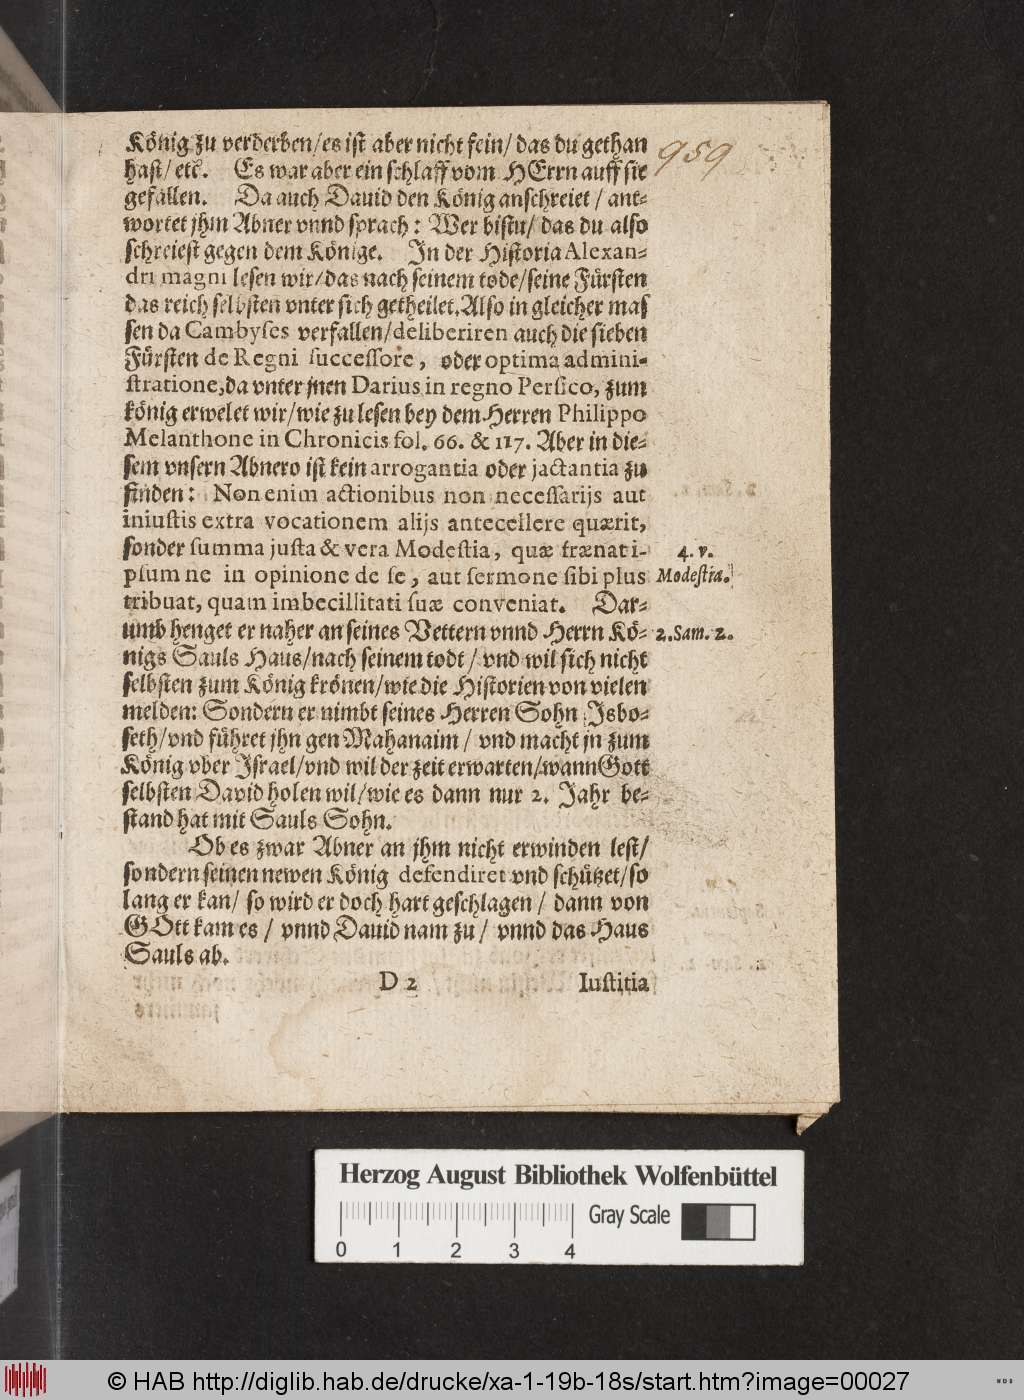 König zu verderben/ es ist aber nicht fein/ das du gethan
959
hast/ etc. Es war aber ein schlaff vom HErrn auff sie
gefallen. Da auch Dauid den König anschreiet / ant-
wortet jhm Abner vnnd sprach: Wer bistu/ das du also
schreiest gegen dem Könige. In der Historia Alexan-
dri magni lesen wir/ das nach seinem tode/ seine Fürsten
das reich selbsten vnter sich getheilet. Also in gleicher mas
sen da Cambyses verfallen/ deliberiren auch die sieben
Fürsten de Regni successore, oder optima admini-
stratione, da vnter jnen Darius in regno Persico, zum
könig erwelet wir/ wie zu lesen bey dem Herren Philippo
Melanthone in Chronicis fol. 66. & 117. Aber in die-
sem vnsern Abnero ist kein arrogantia oder jactantia zu
finden: Non enim actionibus non necessarijs aut
iniustis extra vocationem alijs antecellere quærit,
sonder summa justa & vera Modestia, quæ frænat i-
4. v.
psum ne in opinione de se, aut sermone sibi plus
Modestia.
tribuat, quam imbecillitati suæ conveniat. Dar-
umb henget er naher an seines Vettern vnnd Herrn Kö-
2. Sam. 2.
nigs Sauls Haus/ nach seinem todt / vnd wil sich nicht
selbsten zum König krönen/ wie die Historien von vielen
melden: Sondern er nimbt seines Herren Sohn Isbo-
seth/ vnd führet jhn gen Mahanaim / vnd macht jn zum
König vber Israel/ vnd wil der zeit erwarten/ wann Gott
selbsten David holen wil/ wie es dann nur 2. Jahr be-
stand hat mit Sauls Sohn.
Ob es zwar Abner an jhm nicht erwinden lest/
sondern seinen newen König defendiret vnd schützet/ so
lang er kan/ so wird er doch hart geschlagen / dann von
GOtt kam es / vnnd Dauid nam zu / vnnd das Haus
Sauls ab.
D 2 Iustitia
Herzog August Bibliothek Wolfenbüttel
Gray Scale
0 1 2 3 4
© HAB http://diglib.hab.de/drucke/xa-1-19b-18s/start.htm?image=00027